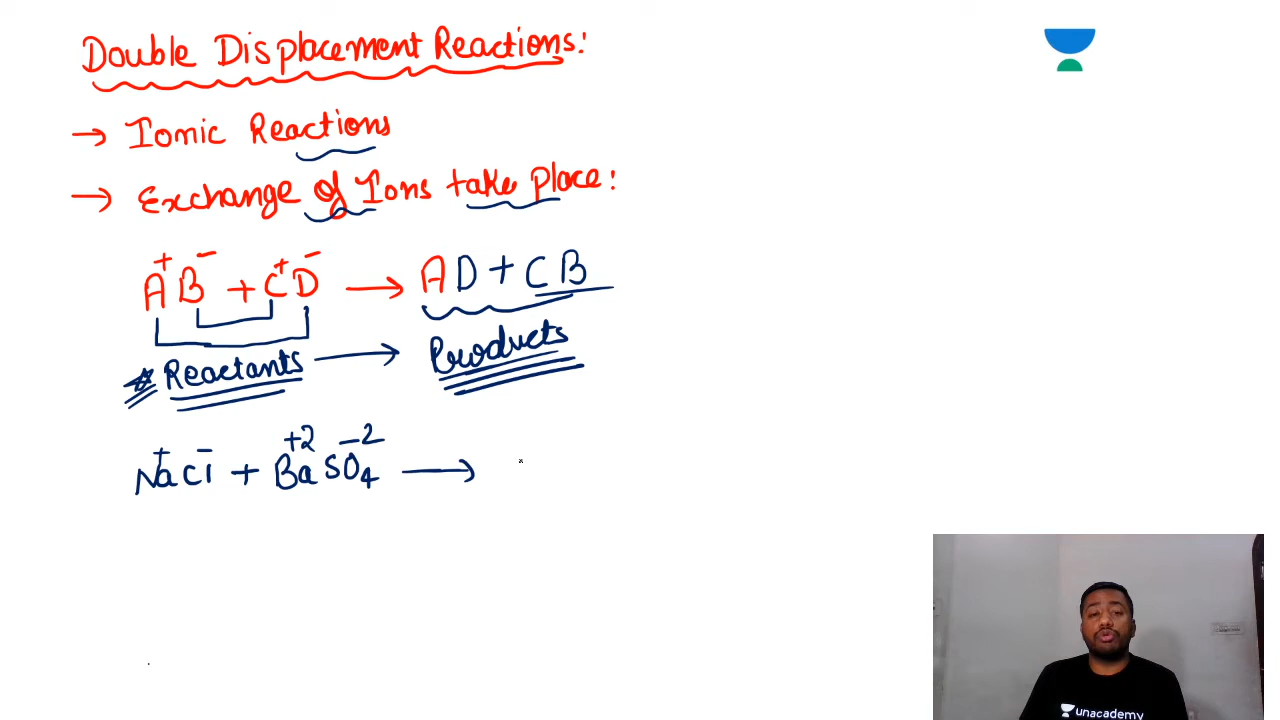 Double Displacement Reactions:
→ Ionic Reactions
→ Exchange of Ions take place:
A⁺B⁻ + C⁺D⁻ → AD + CB
Reactants → Products
Na⁺Cl⁻ + Ba⁺²SO₄⁻² →
unacademy